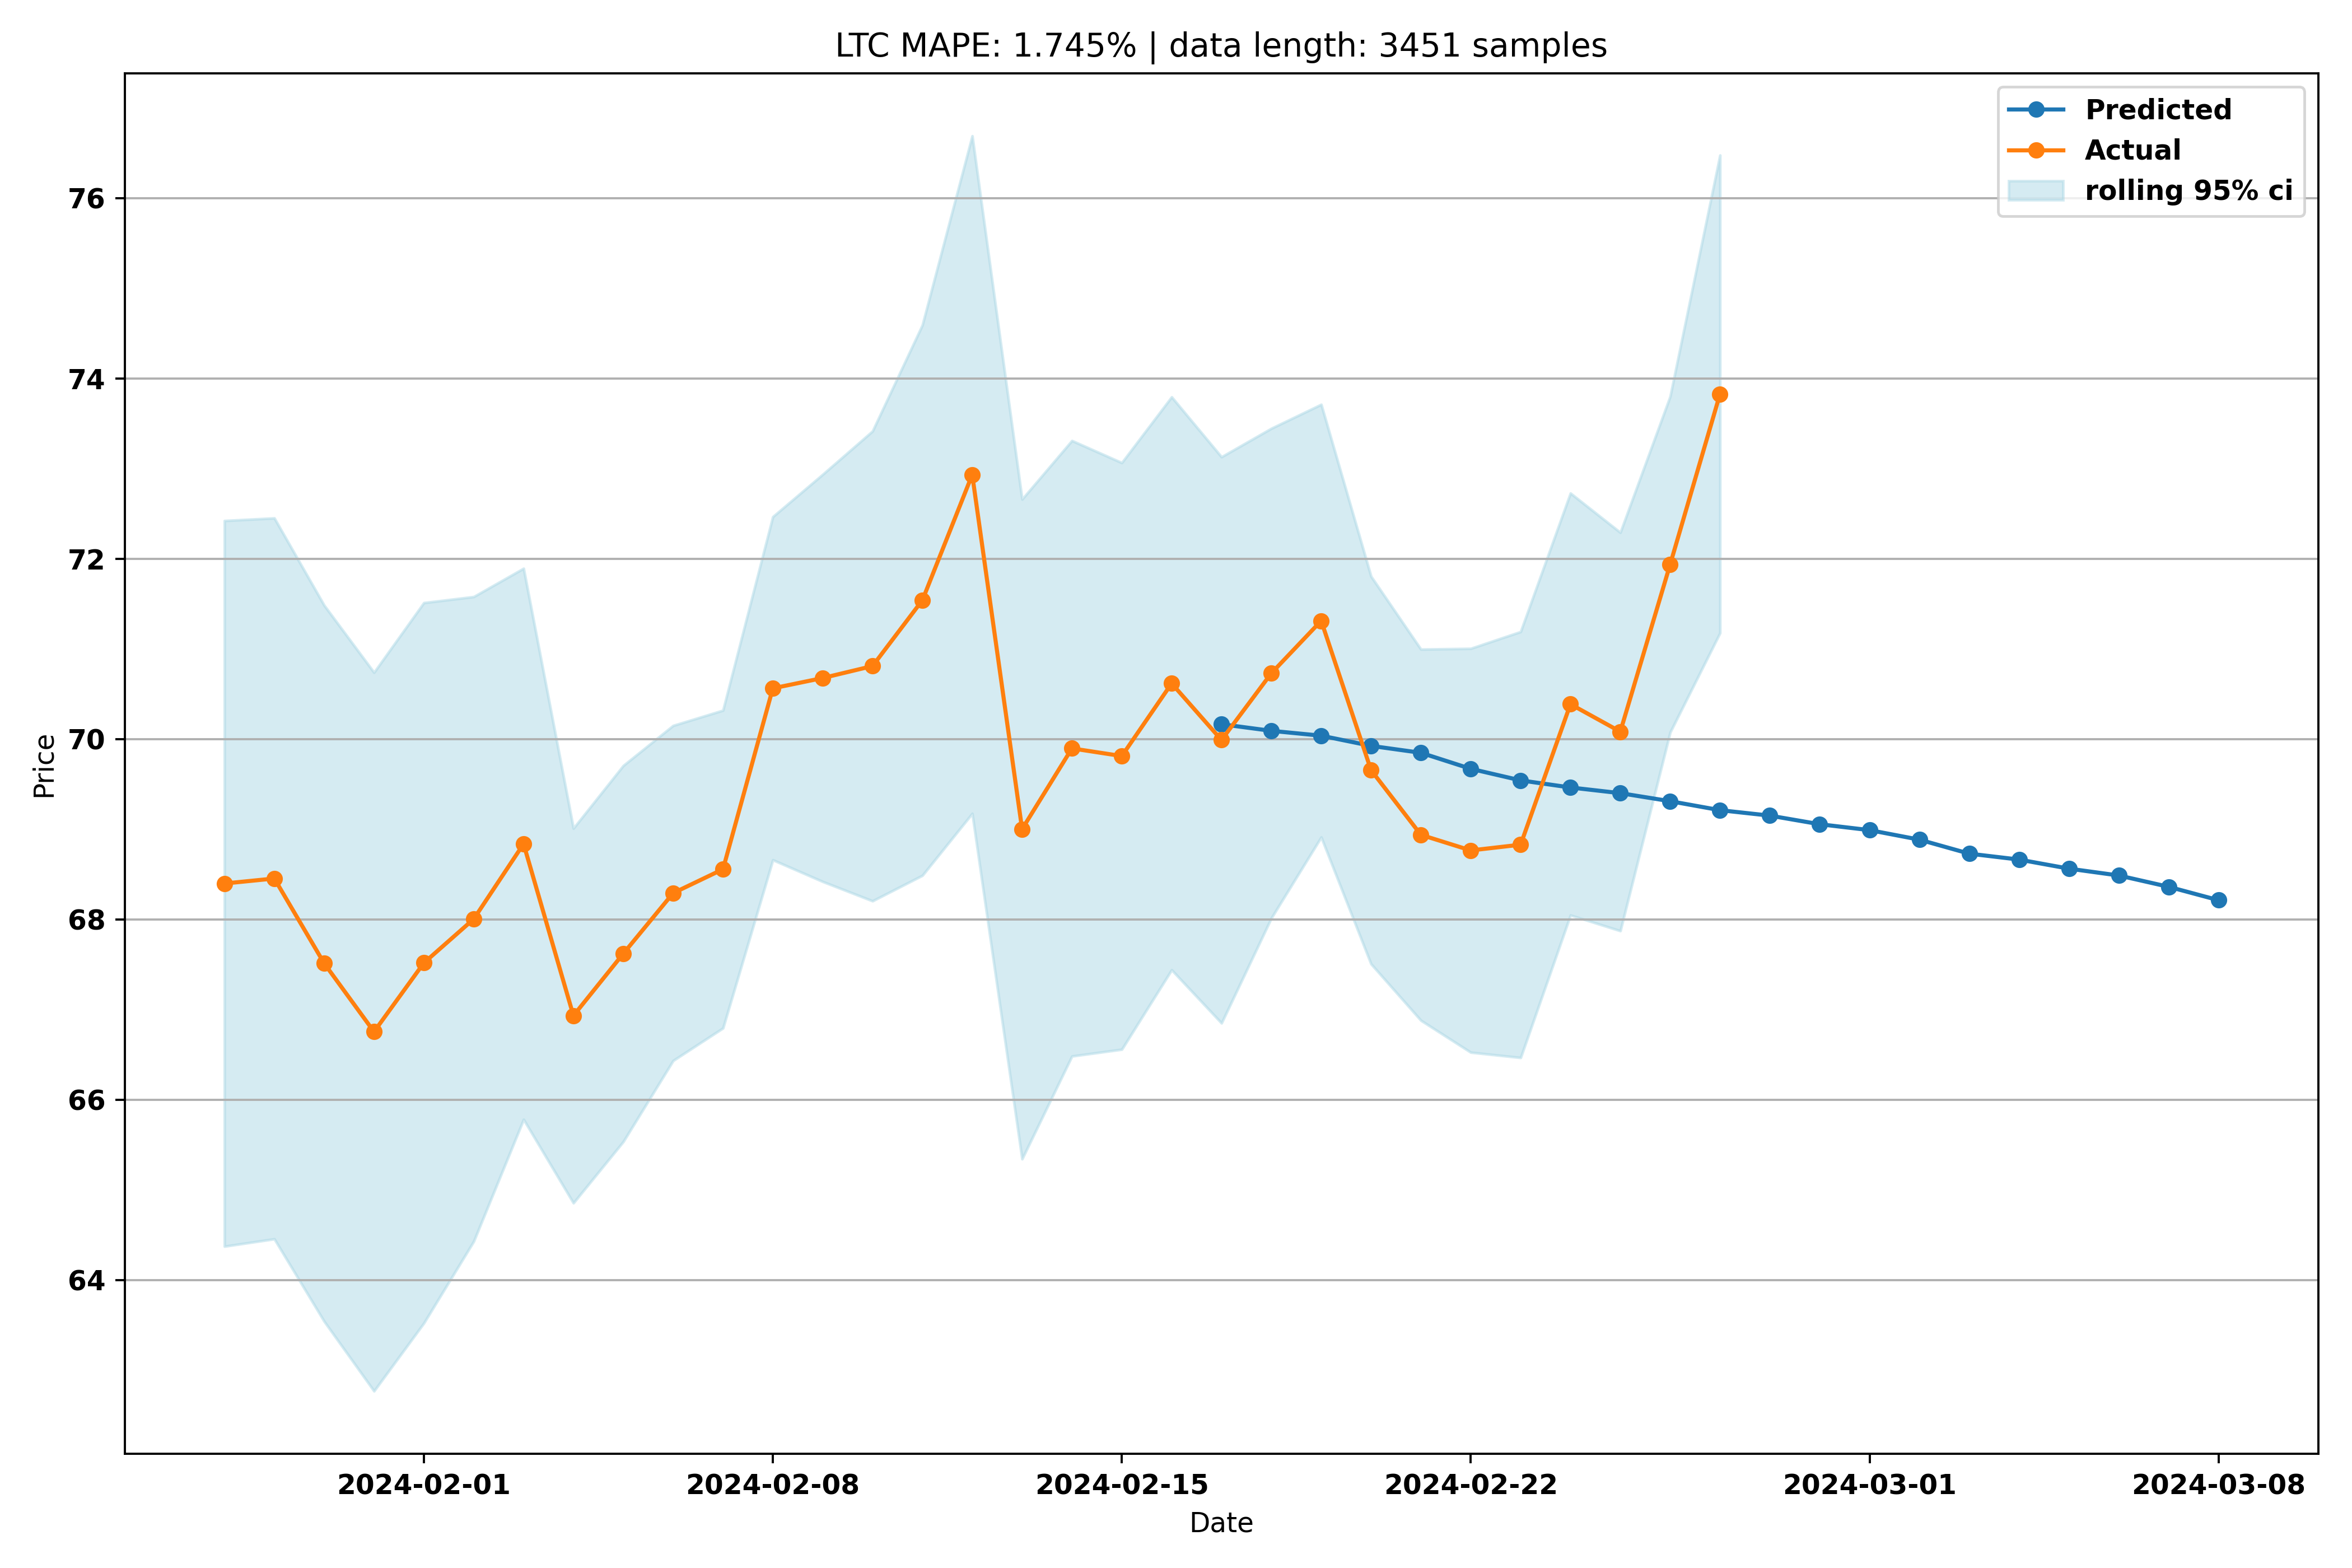 LTC MAPE: 1.745% | data length: 3451 samples
Predicted
Actual
rolling 95% ci
76
74
72
70
68
66
64
Price
2024-02-01
2024-02-08
2024-02-15
2024-02-22
2024-03-01
2024-03-08
Date